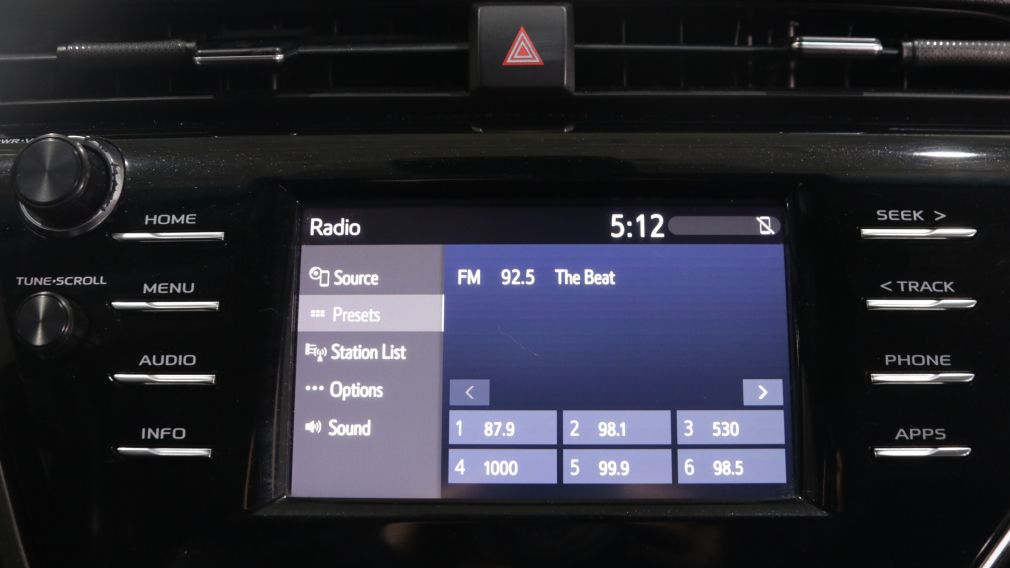 HOME
TUNE•SCROLL
MENU
AUDIO
INFO
Radio 5:12
Source
Presets
Station List
Options
Sound
FM 92.5 The Beat
< >
1 87.9 2 98.1 3 530
4 1000 5 99.9 6 98.5
SEEK >
< TRACK
PHONE
APPS